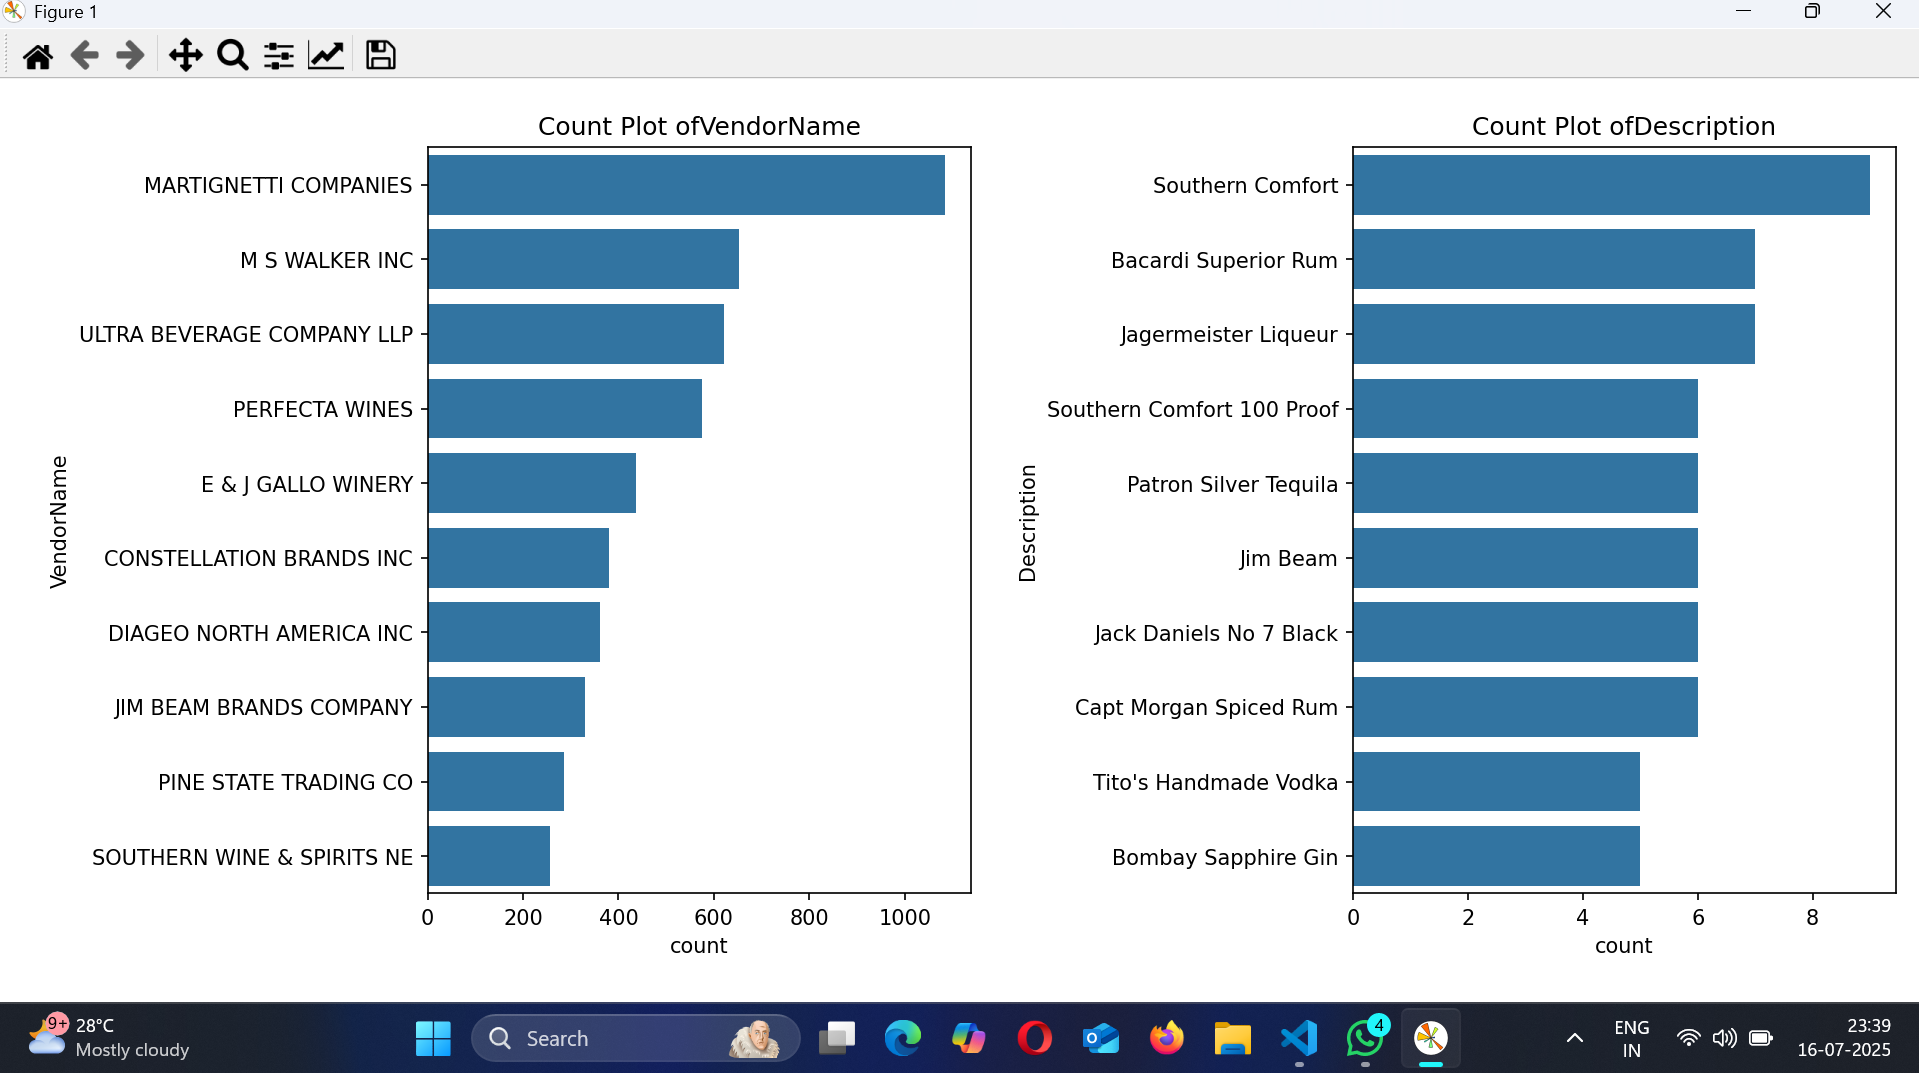 Figure 1
Count Plot ofVendorName
VendorName
MARTIGNETTI COMPANIES
M S WALKER INC
ULTRA BEVERAGE COMPANY LLP
PERFECTA WINES
E & J GALLO WINERY
CONSTELLATION BRANDS INC
DIAGEO NORTH AMERICA INC
JIM BEAM BRANDS COMPANY
PINE STATE TRADING CO
SOUTHERN WINE & SPIRITS NE
0 200 400 600 800 1000
count
Count Plot ofDescription
Description
Southern Comfort
Bacardi Superior Rum
Jagermeister Liqueur
Southern Comfort 100 Proof
Patron Silver Tequila
Jim Beam
Jack Daniels No 7 Black
Capt Morgan Spiced Rum
Tito's Handmade Vodka
Bombay Sapphire Gin
0 2 4 6 8
count
9+
28°C
Mostly cloudy
Search
4
ENG
IN
23:39
16-07-2025